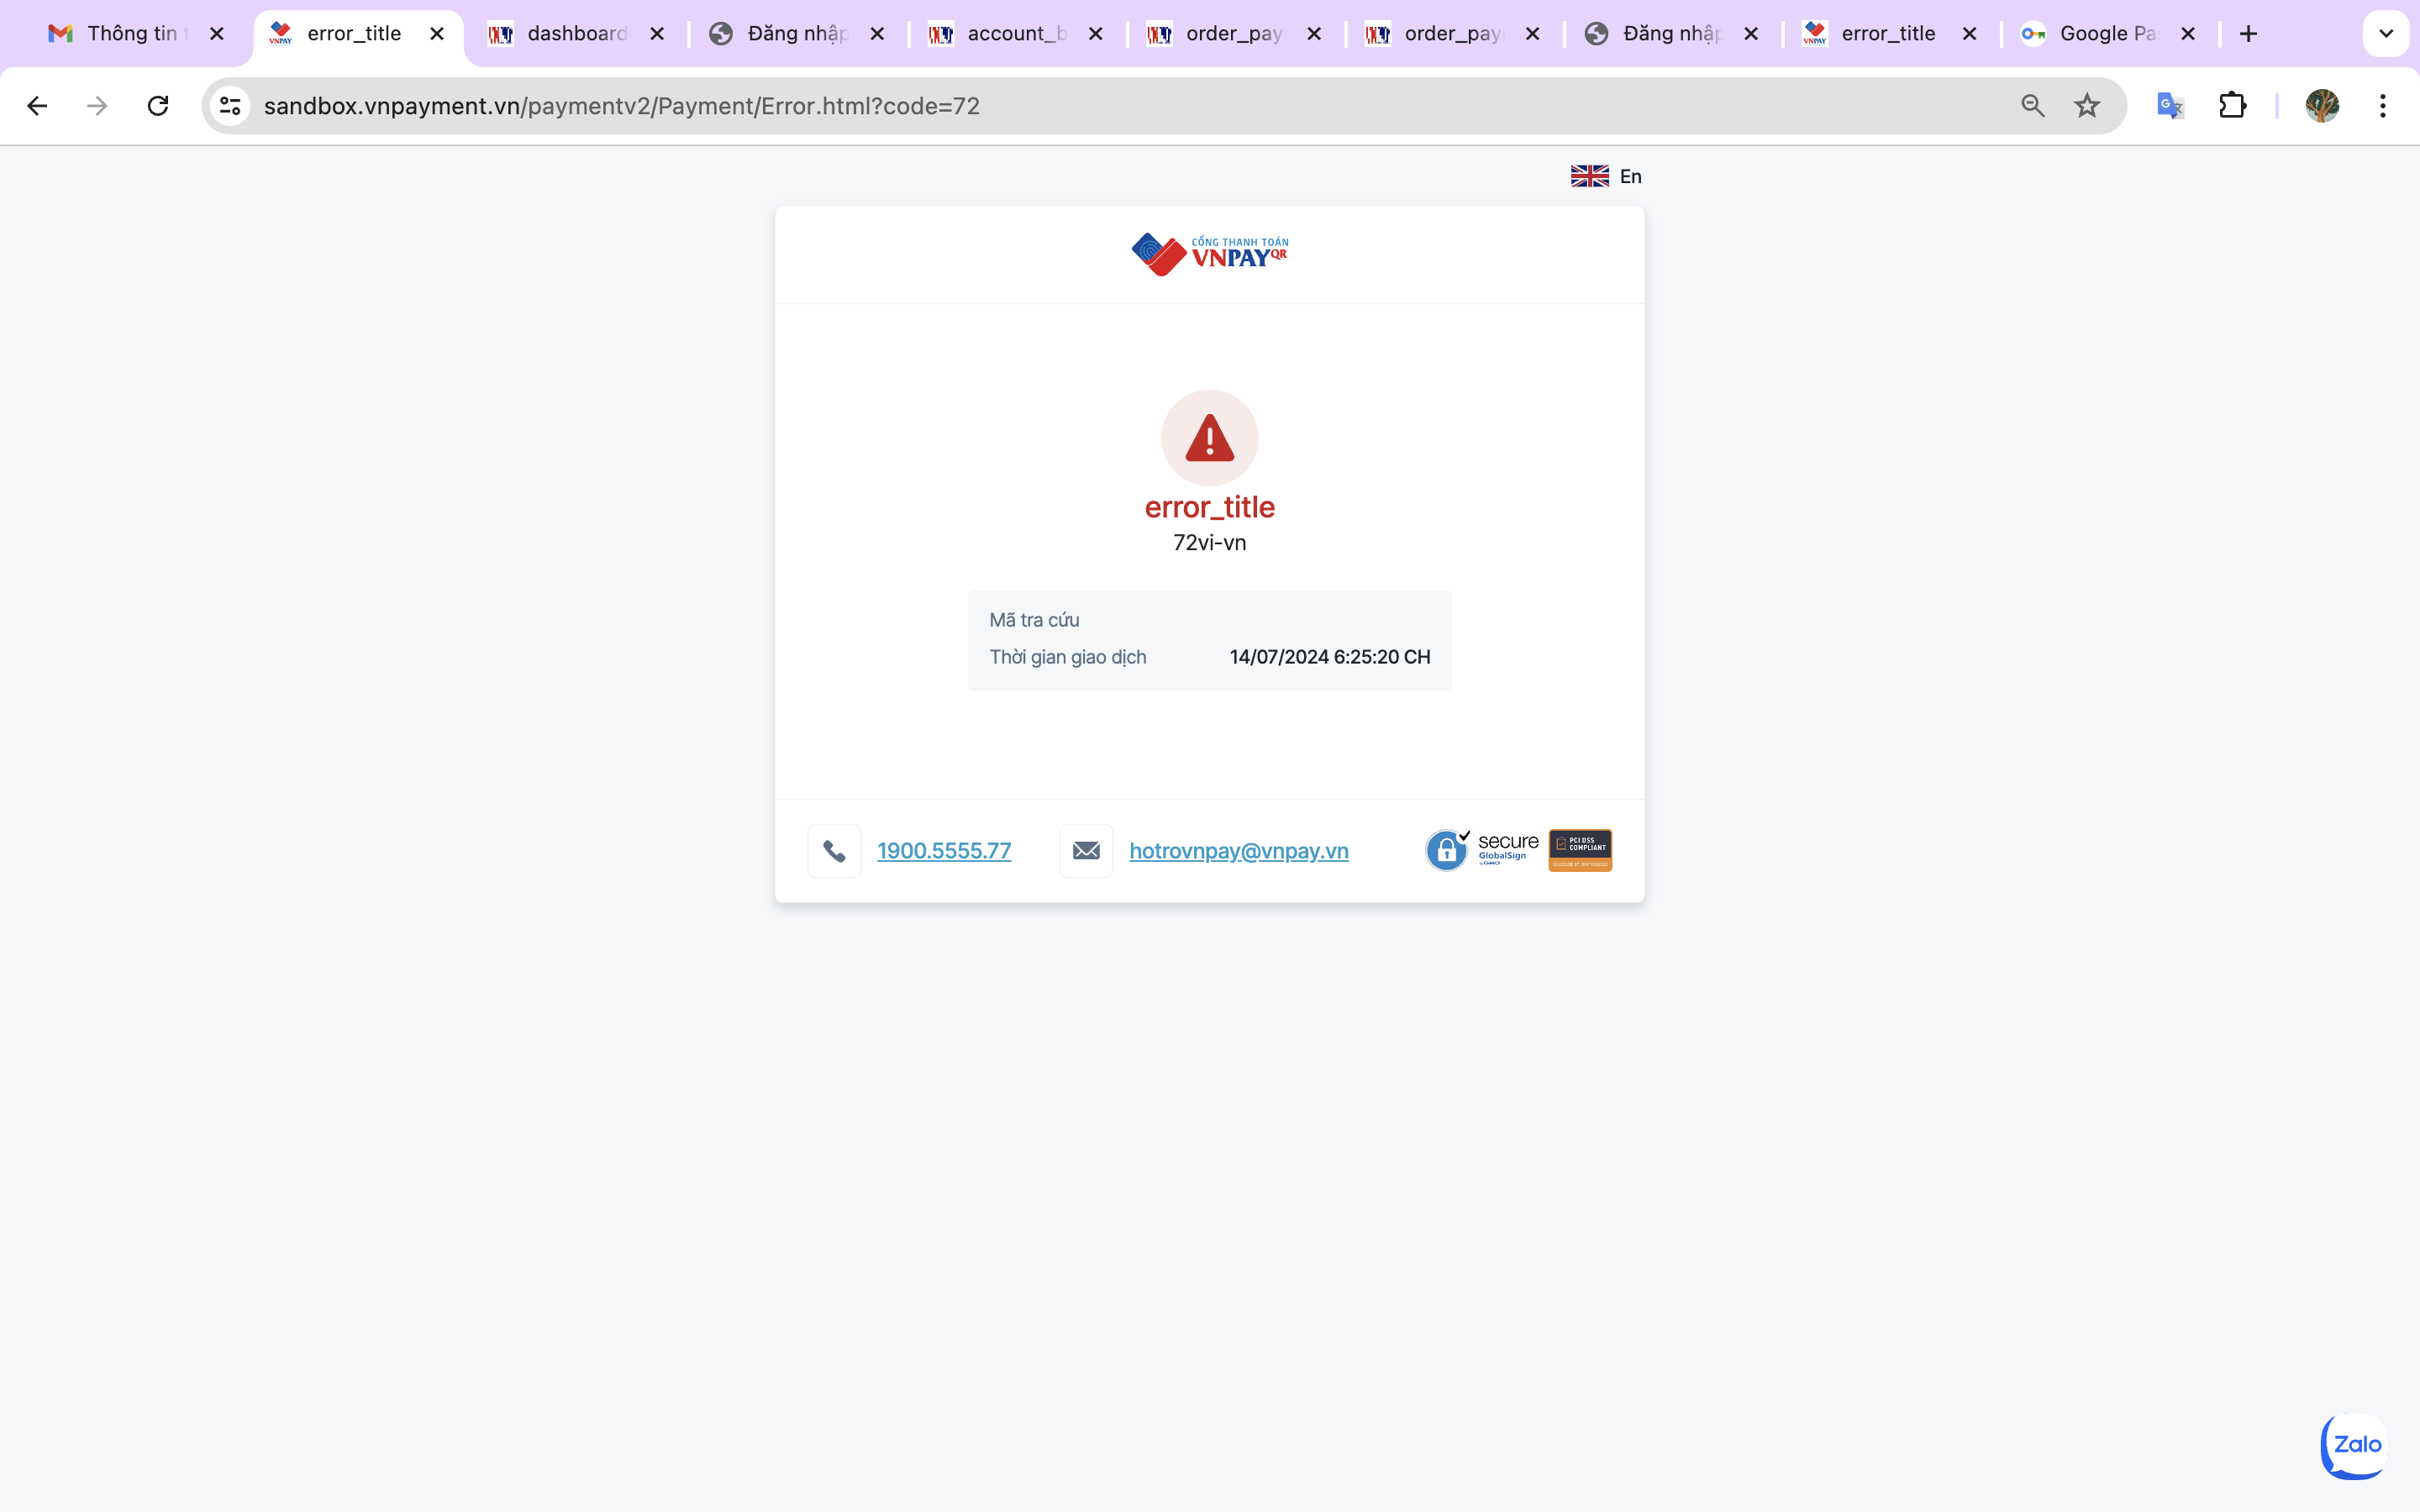 Thông tin t
error_title
dashboard
Đăng nhập
account_b
order_pay
order_pay
Đăng nhập
error_title
Google Pa
sandbox.vnpayment.vn/paymentv2/Payment/Error.html?code=72
En
CỔNG THANH TOÁN
VNPAYQR
error_title
72vi-vn
Mã tra cứu
Thời gian giao dịch 14/07/2024 6:25:20 CH
1900.5555.77
hotrovnpay@vnpay.vn
secure
GlobalSign
PCI DSS
COMPLIANT
Zalo